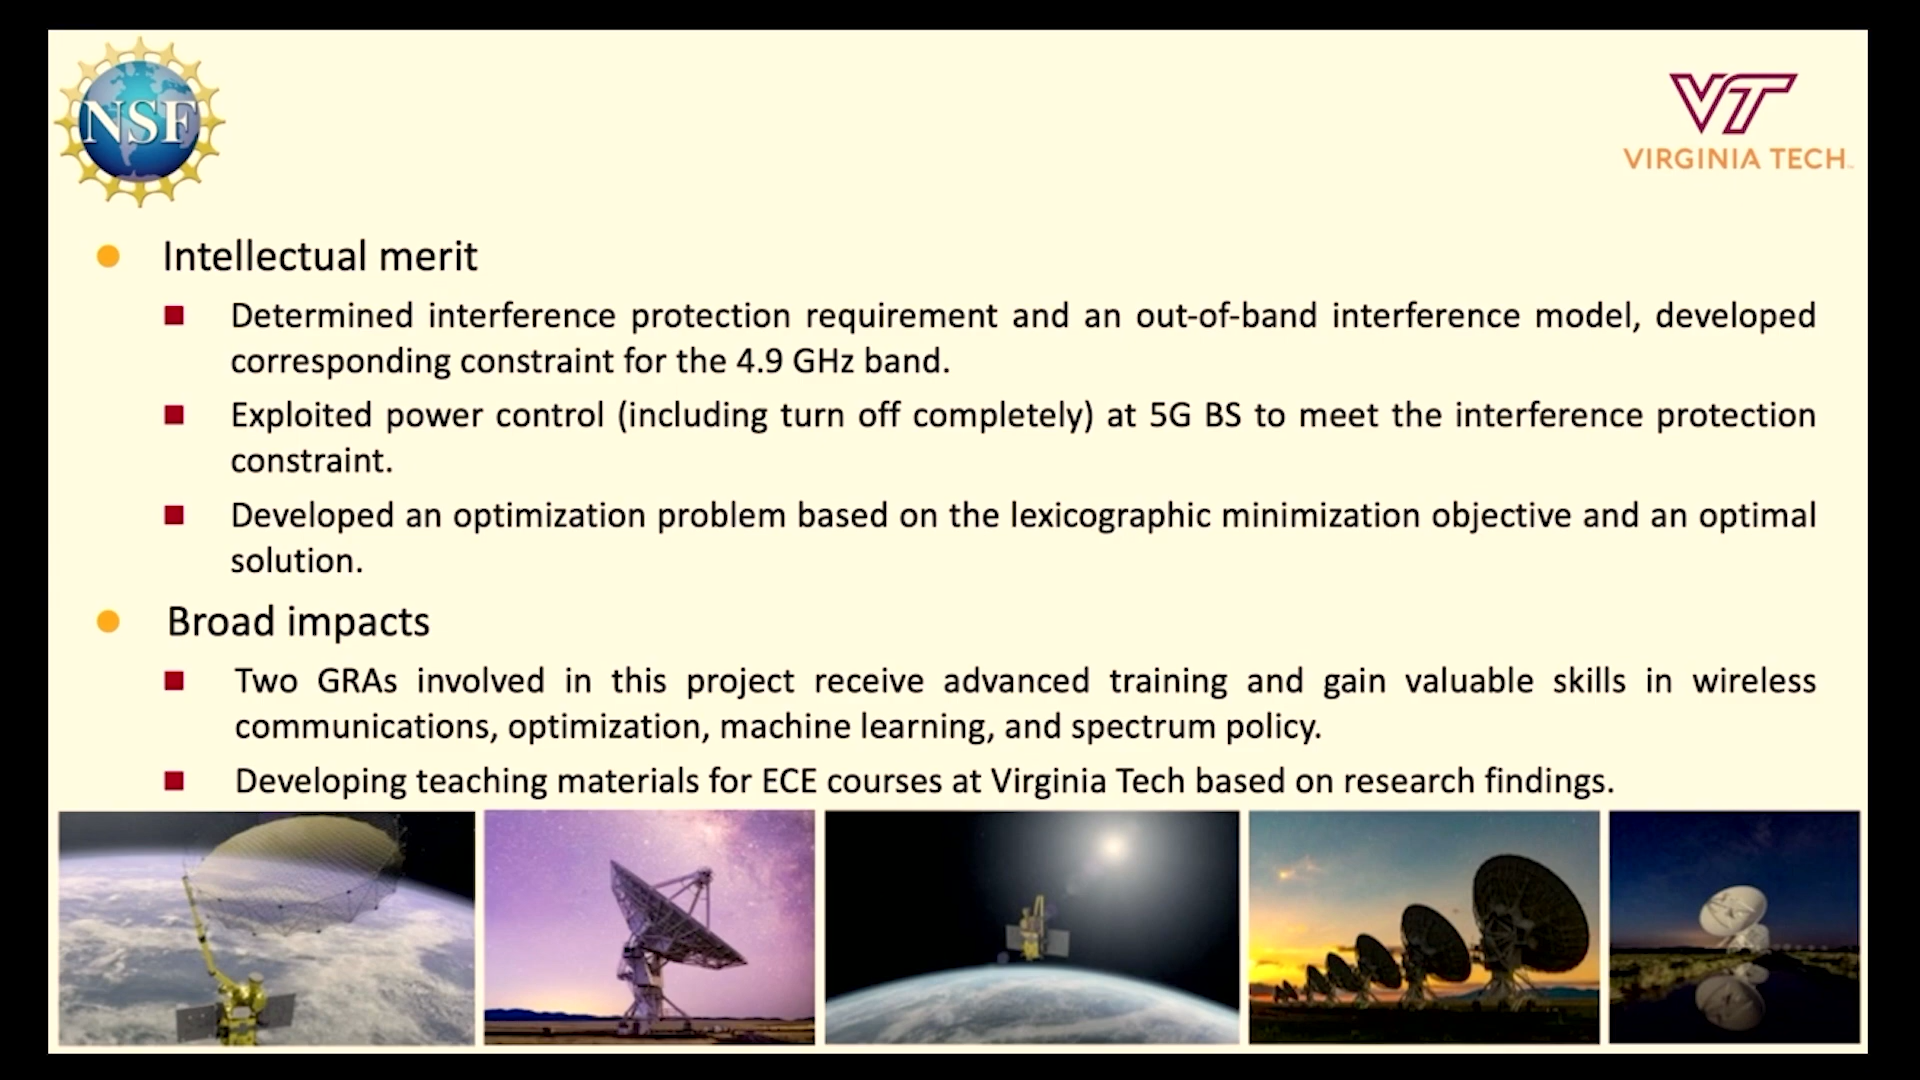 NSF
VT
VIRGINIA TECH
Intellectual merit
Determined interference protection requirement and an out-of-band interference model, developed
corresponding constraint for the 4.9 GHz band.
Exploited power control (including turn off completely) at 5G BS to meet the interference protection
constraint.
Developed an optimization problem based on the lexicographic minimization objective and an optimal
solution.
Broad impacts
Two GRAs involved in this project receive advanced training and gain valuable skills in wireless
communications, optimization, machine learning, and spectrum policy.
Developing teaching materials for ECE courses at Virginia Tech based on research findings.